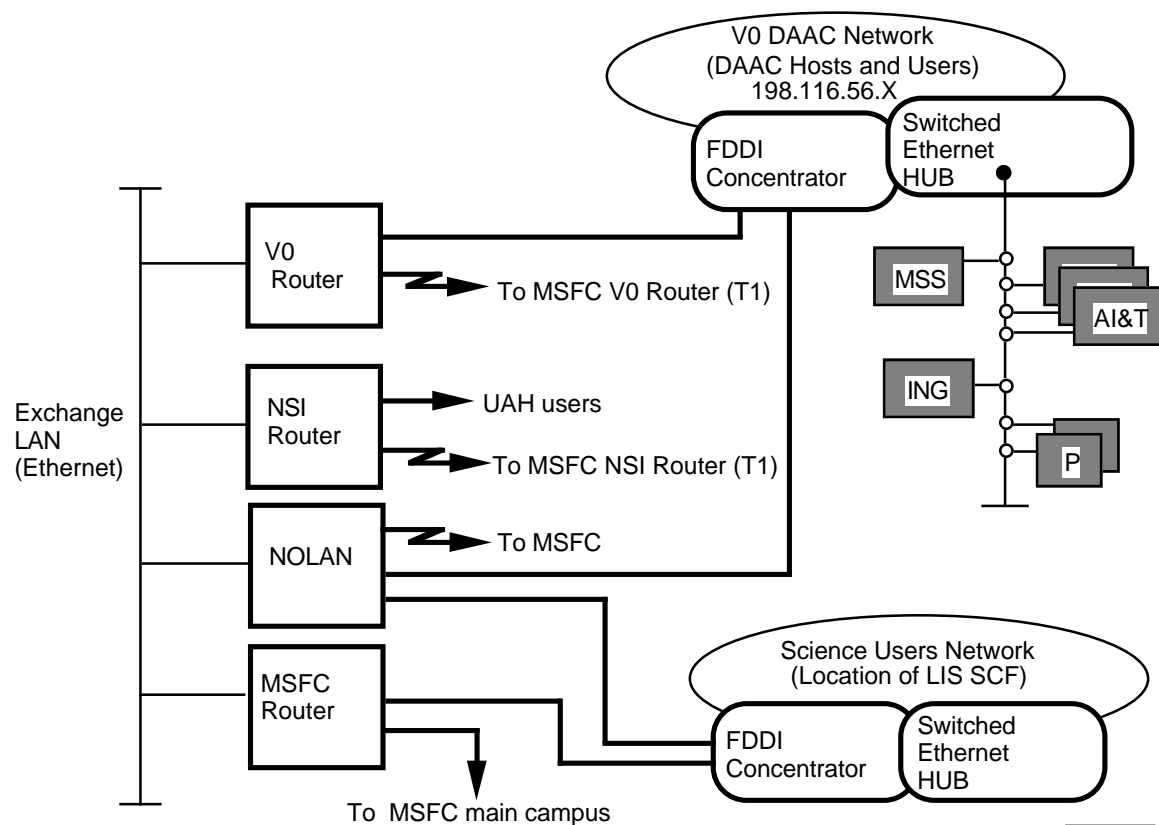 V0 DAAC Network
(DAAC Hosts and Users)
198.116.56.X
FDDI
Concentrator
Switched
Ethernet
HUB
V0
Router
To MSFC V0 Router (T1)
MSS
AI&T
ING
P
Exchange
LAN
(Ethernet)
NSI
Router
UAH users
To MSFC NSI Router (T1)
NOLAN
To MSFC
MSFC
Router
To MSFC main campus
Science Users Network
(Location of LIS SCF)
FDDI
Concentrator
Switched
Ethernet
HUB